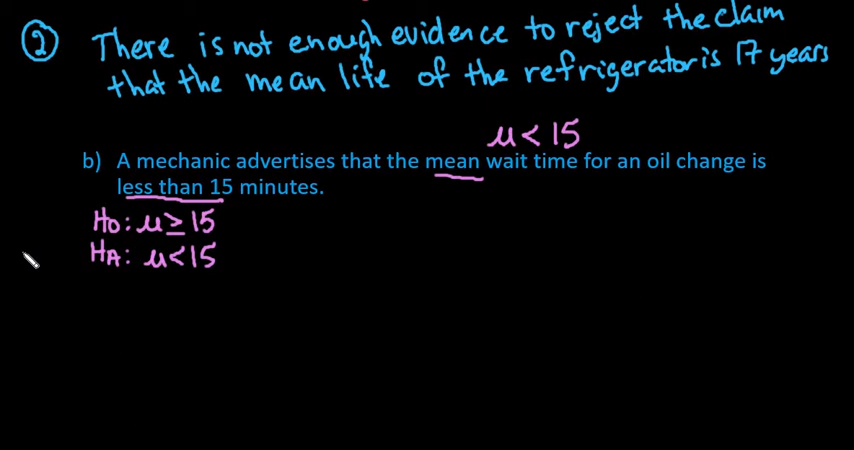 ② There is not enough evidence to reject the claim
that the mean life of the refrigerator is 17 years
μ < 15
b) A mechanic advertises that the mean wait time for an oil change is
less than 15 minutes.
H0: μ ≥ 15
HA: μ < 15